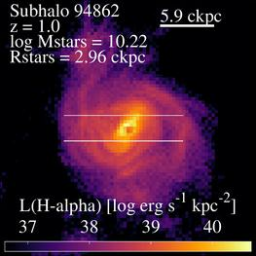 Subhalo 94862
z = 1.0
log Mstars = 10.22
Rstars = 2.96 ckpc
5.9 ckpc
L(H-alpha) [log erg s⁻¹ kpc⁻²]
37 38 39 40